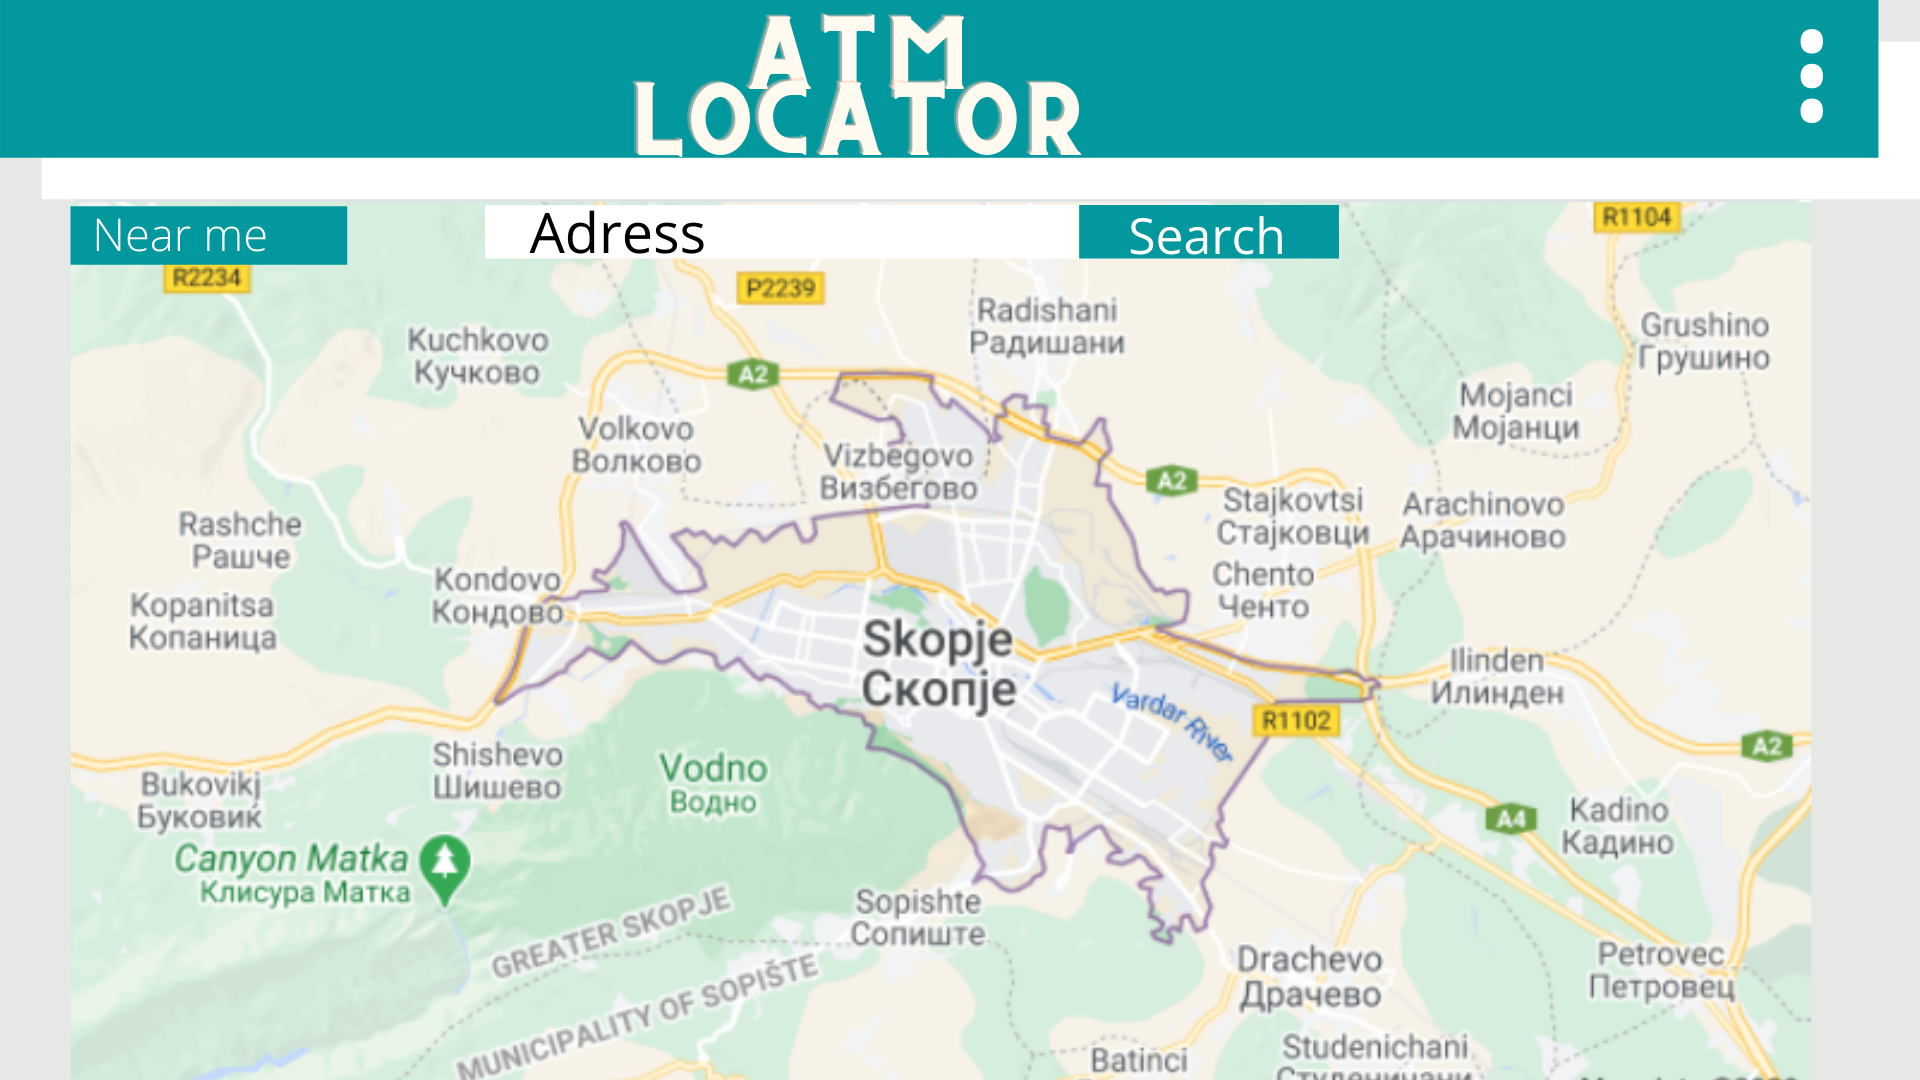 ATM
LOCATOR
Near me
Adress
Search
R1104
R2234
P2239
Radishani
Радишани
Grushino
Грушино
Kuchkovo
Кучково
A2
Mojanci
Мојанци
Volkovo
Волково
Vizbegovo
Визбегово
A2
Stajkovtsi
Стајковци
Arachinovo
Арачиново
Rashche
Рашче
Chento
Ченто
Kondovo
Кондово
Kopanitsa
Копаница
Skopje
Скопје
Ilinden
Илинден
Vardar River
R1102
A2
Shishevo
Шишево
Vodno
Водно
Bukovikj
Буковиќ
A4
Kadino
Кадино
Canyon Matka
Клисура Матка
GREATER SKOPJE
Sopishte
Сопиште
MUNICIPALITY OF SOPIŠTE
Drachevo
Драчево
Petrovec
Петровец
Batinci
Studenichani
Студеничани